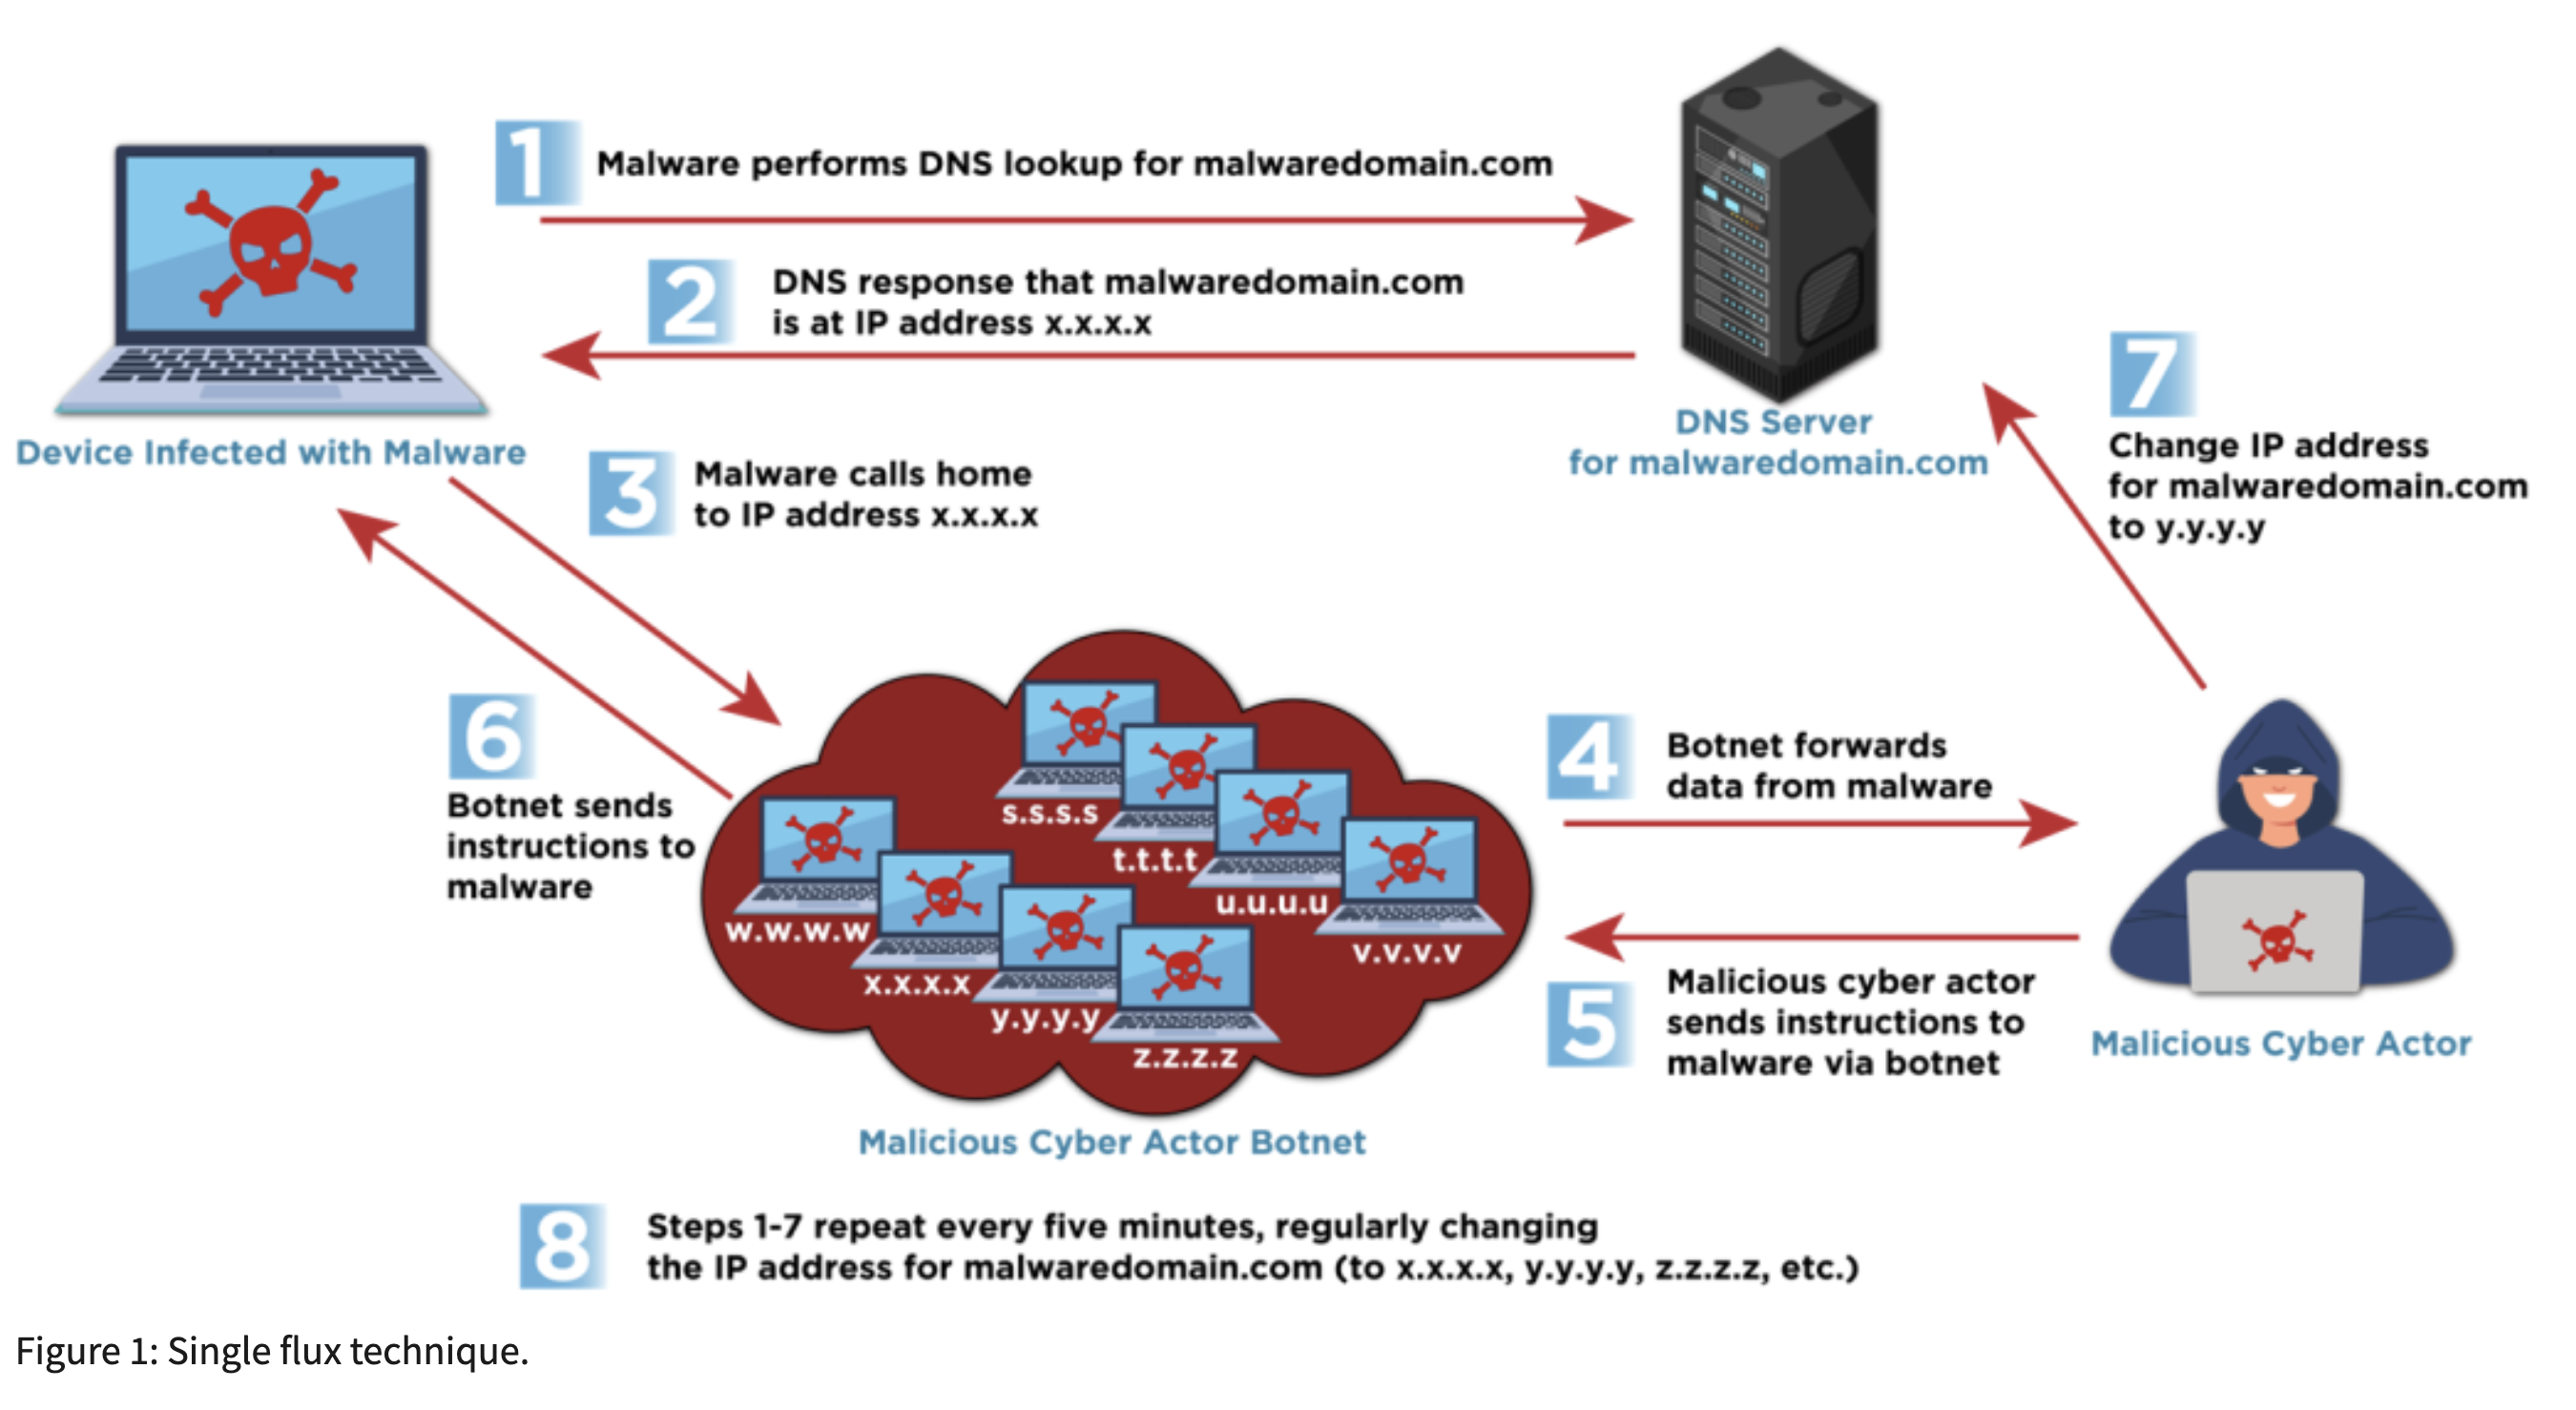 1
Malware performs DNS lookup for malwaredomain.com
2
DNS response that malwaredomain.com
is at IP address x.x.x.x
Device Infected with Malware
DNS Server
for malwaredomain.com
3
Malware calls home
to IP address x.x.x.x
7
Change IP address
for malwaredomain.com
to y.y.y.y
6
Botnet sends
instructions to
malware
s.s.s.s
t.t.t.t
u.u.u.u
v.v.v.v
w.w.w.w
x.x.x.x
y.y.y.y
z.z.z.z
Malicious Cyber Actor Botnet
4
Botnet forwards
data from malware
5
Malicious cyber actor
sends instructions to
malware via botnet
Malicious Cyber Actor
8
Steps 1-7 repeat every five minutes, regularly changing
the IP address for malwaredomain.com (to x.x.x.x, y.y.y.y, z.z.z.z, etc.)
Figure 1: Single flux technique.